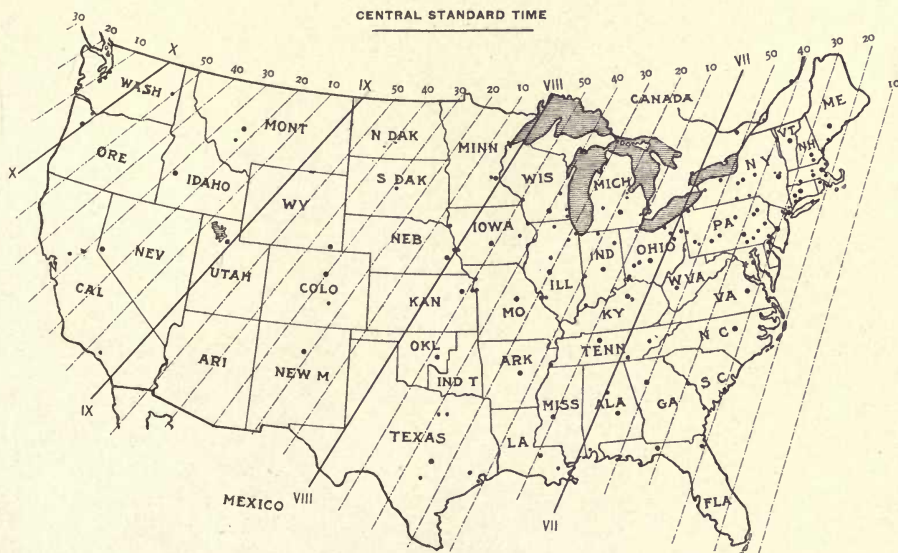 CENTRAL STANDARD TIME
30 20 10 X 50 40 30 20 10 IX 50 40 30 20 10 VIII 50 40 30 20 10 VII 50 40 30 20 10
WASH
MONT
N DAK
MINN
CANADA
ME
VT
NH
ORE
IDAHO
WY
S DAK
WIS
MICH
N Y
X
NEV
UTAH
NEB
IOWA
ILL
IND
OHIO
PA
CAL
COLO
KAN
MO
KY
W VA
VA
ARI
NEW M
OKL
IND T
ARK
TENN
N C
S C
IX
TEXAS
LA
MISS
ALA
GA
MEXICO
VIII
VII
FLA